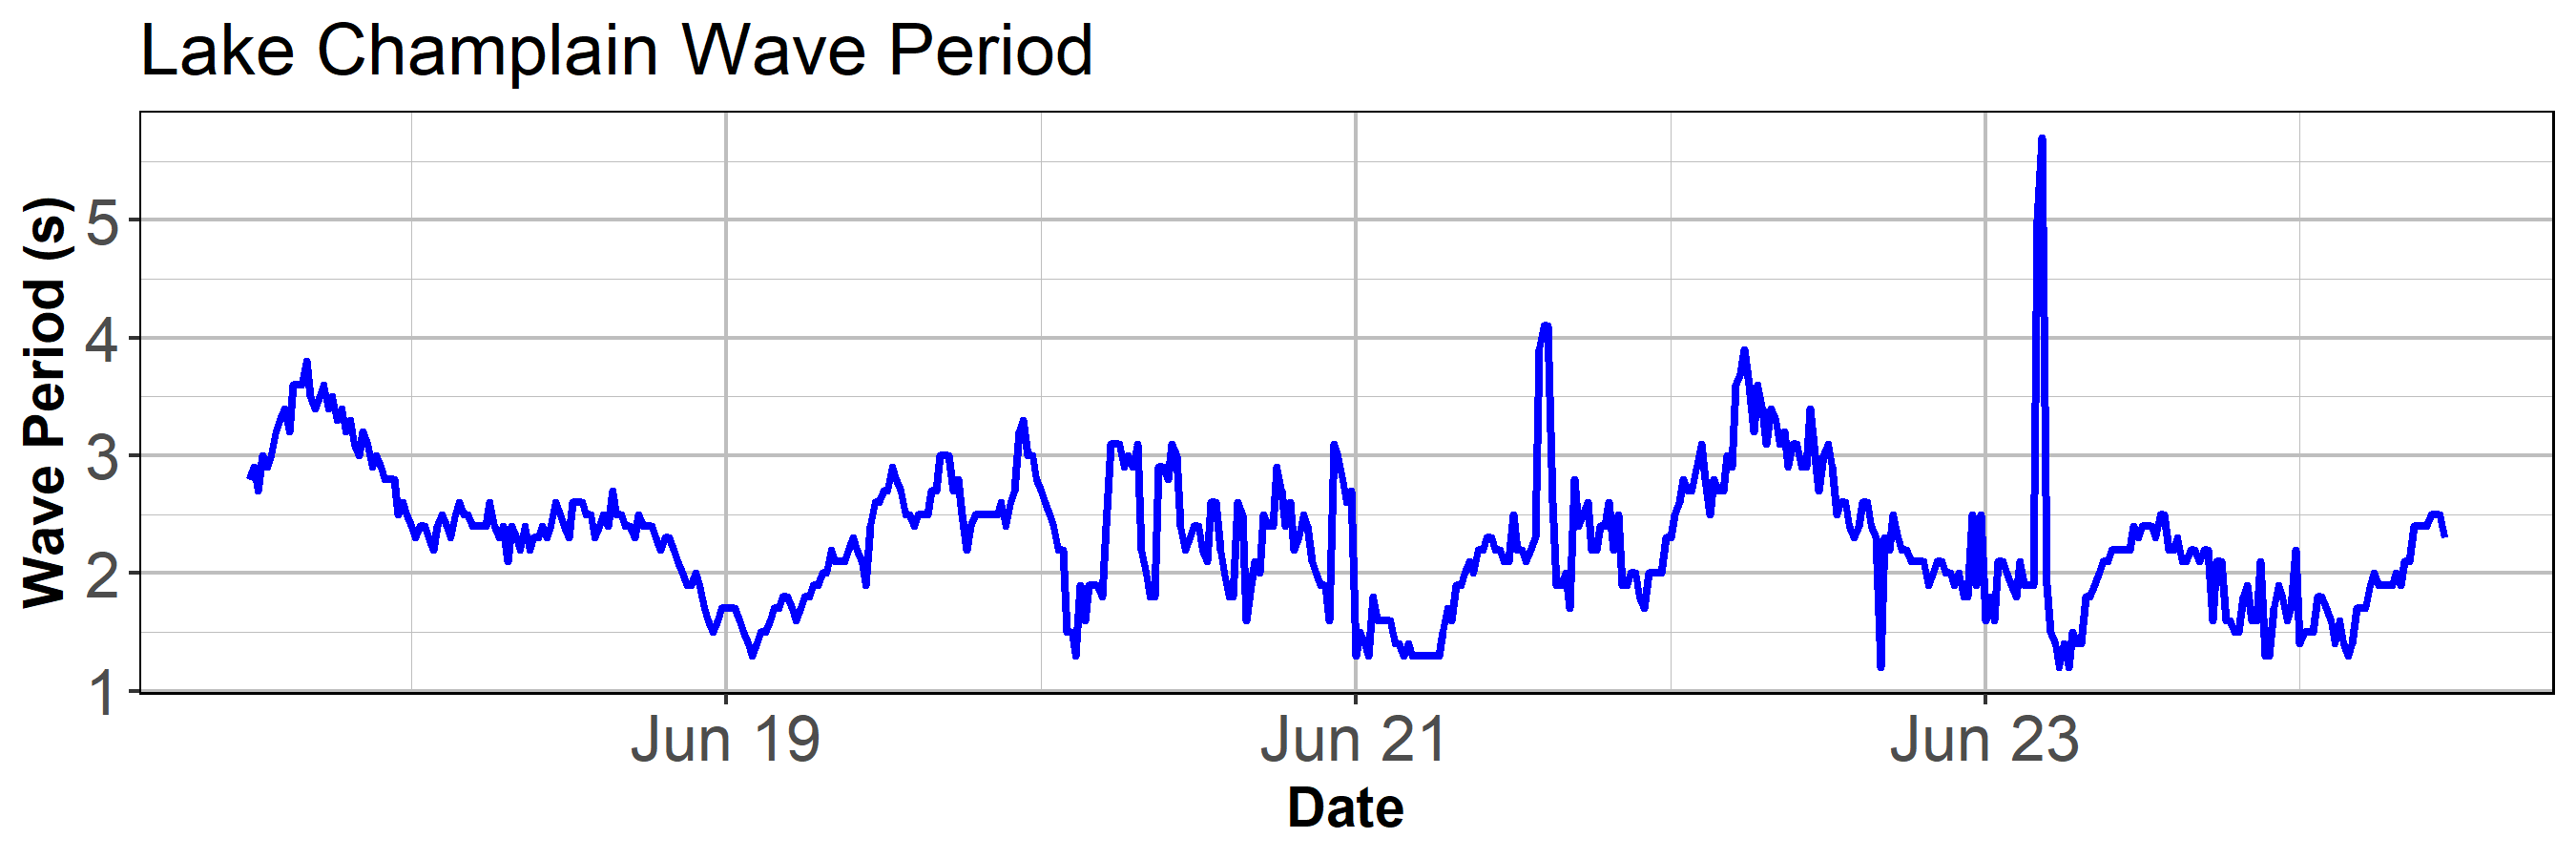 Lake Champlain Wave Period
Wave Period (s)
5
4
3
2
1
Jun 19
Jun 21
Jun 23
Date